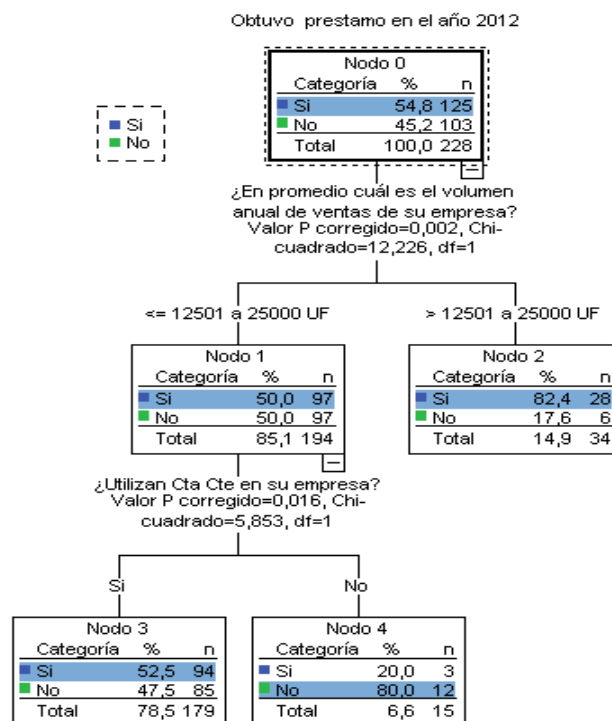 Obtuvo prestamo en el año 2012
Si
No
Nodo 0
Categoría % n
Si 54,8 125
No 45,2 103
Total 100,0 228
¿En promedio cuál es el volumen
anual de ventas de su empresa?
Valor P corregido=0,002, Chi-
cuadrado=12,226, df=1
<= 12501 a 25000 UF
> 12501 a 25000 UF
Nodo 1
Categoría % n
Si 50,0 97
No 50,0 97
Total 85,1 194
Nodo 2
Categoría % n
Si 82,4 28
No 17,6 6
Total 14,9 34
¿Utilizan Cta Cte en su empresa?
Valor P corregido=0,016, Chi-
cuadrado=5,853, df=1
Si
No
Nodo 3
Categoría % n
Si 52,5 94
No 47,5 85
Total 78,5 179
Nodo 4
Categoría % n
Si 20,0 3
No 80,0 12
Total 6,6 15